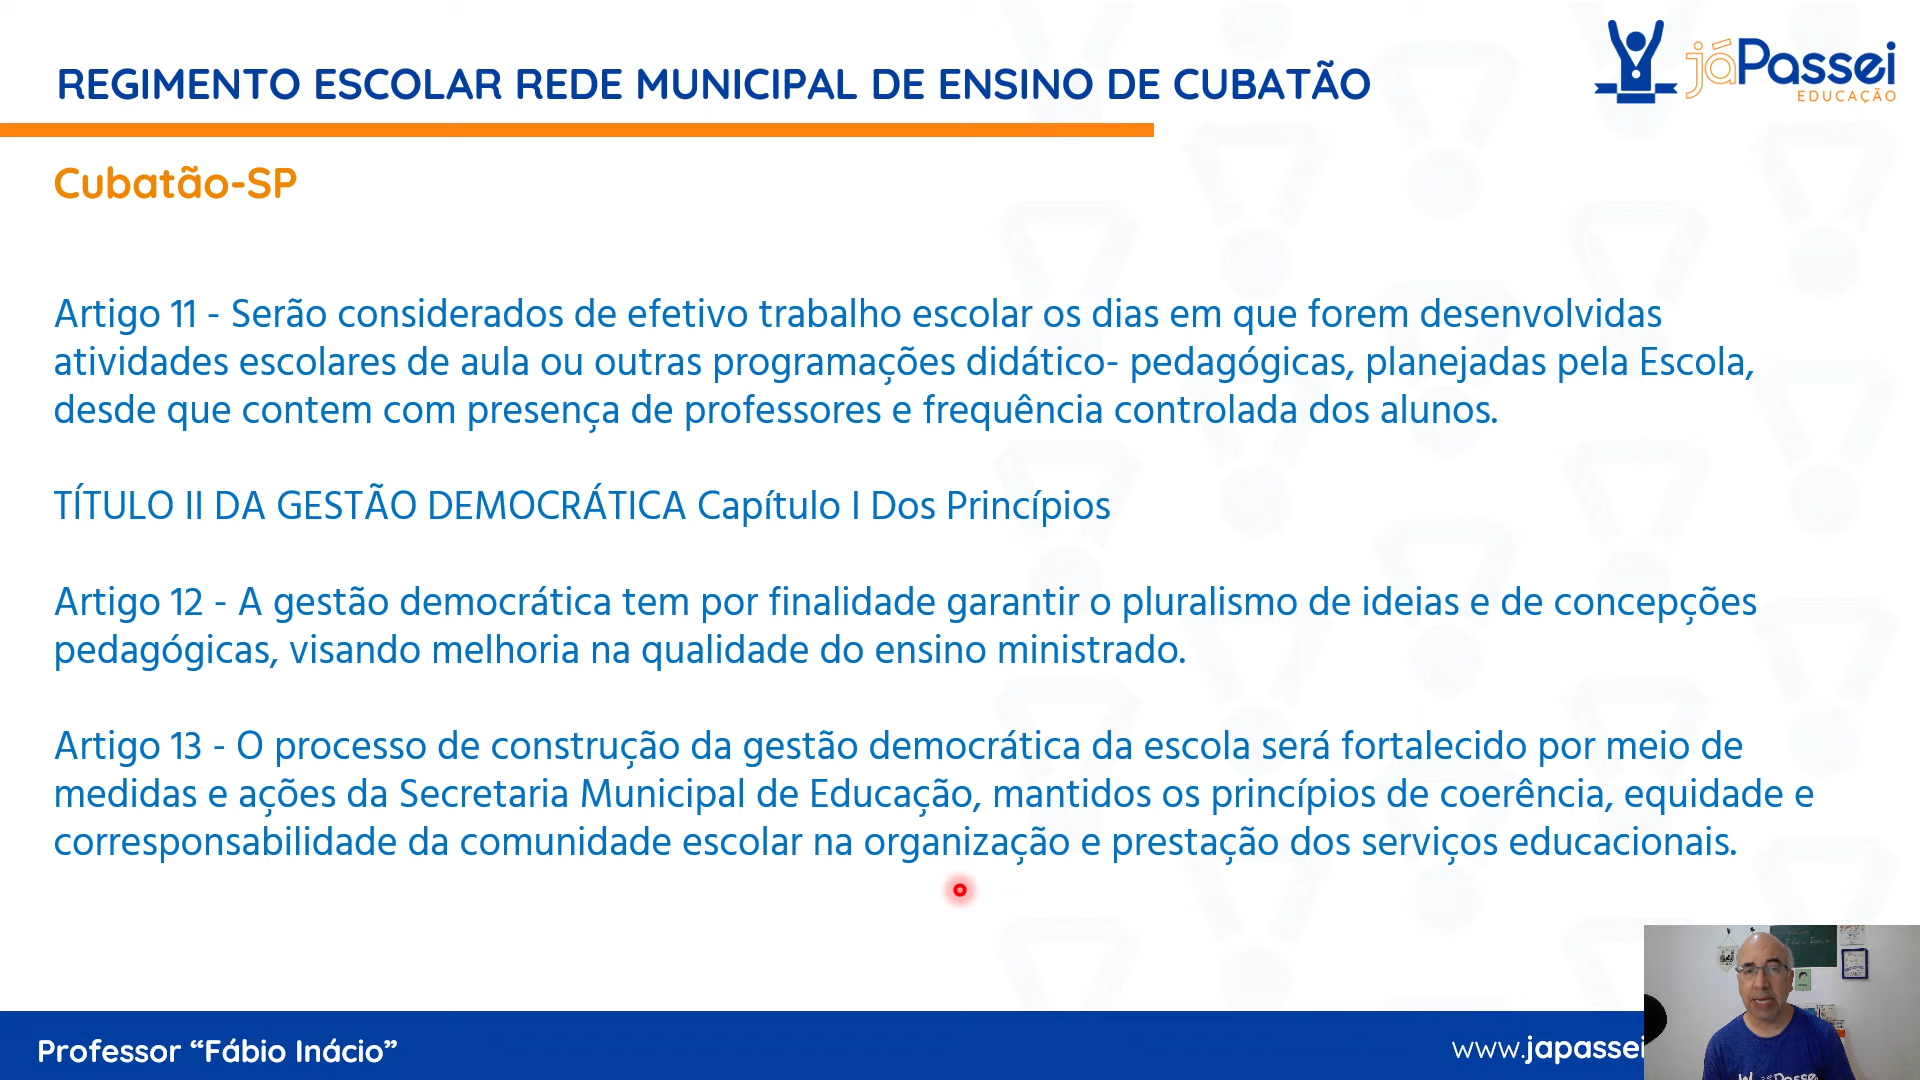 REGIMENTO ESCOLAR REDE MUNICIPAL DE ENSINO DE CUBATÃO
jáPassei
EDUCAÇÃO
Cubatão-SP
Artigo 11 - Serão considerados de efetivo trabalho escolar os dias em que forem desenvolvidas
atividades escolares de aula ou outras programações didático- pedagógicas, planejadas pela Escola,
desde que contem com presença de professores e frequência controlada dos alunos.
TÍTULO II DA GESTÃO DEMOCRÁTICA Capítulo I Dos Princípios
Artigo 12 - A gestão democrática tem por finalidade garantir o pluralismo de ideias e de concepções
pedagógicas, visando melhoria na qualidade do ensino ministrado.
Artigo 13 - O processo de construção da gestão democrática da escola será fortalecido por meio de
medidas e ações da Secretaria Municipal de Educação, mantidos os princípios de coerência, equidade e
corresponsabilidade da comunidade escolar na organização e prestação dos serviços educacionais.
Professor “Fábio Inácio”
www.japassei